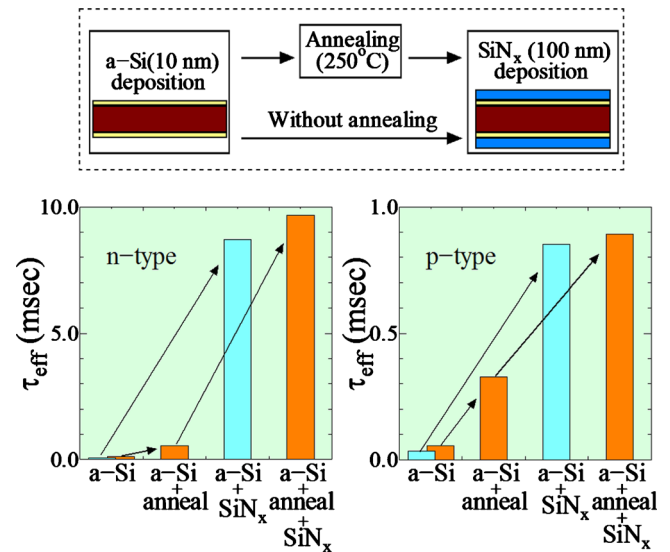 a−Si(10 nm)
deposition
Annealing
(250°C)
SiNx (100 nm)
deposition
Without annealing
10.0
5.0
0.0
τeff (msec)
n−type
a−Si
a−Si
+
anneal
a−Si
+
SiNx
a−Si
+
anneal
+
SiNx
1.0
0.5
0.0
τeff (msec)
p−type
a−Si
a−Si
+
anneal
a−Si
+
SiNx
a−Si
+
anneal
+
SiNx